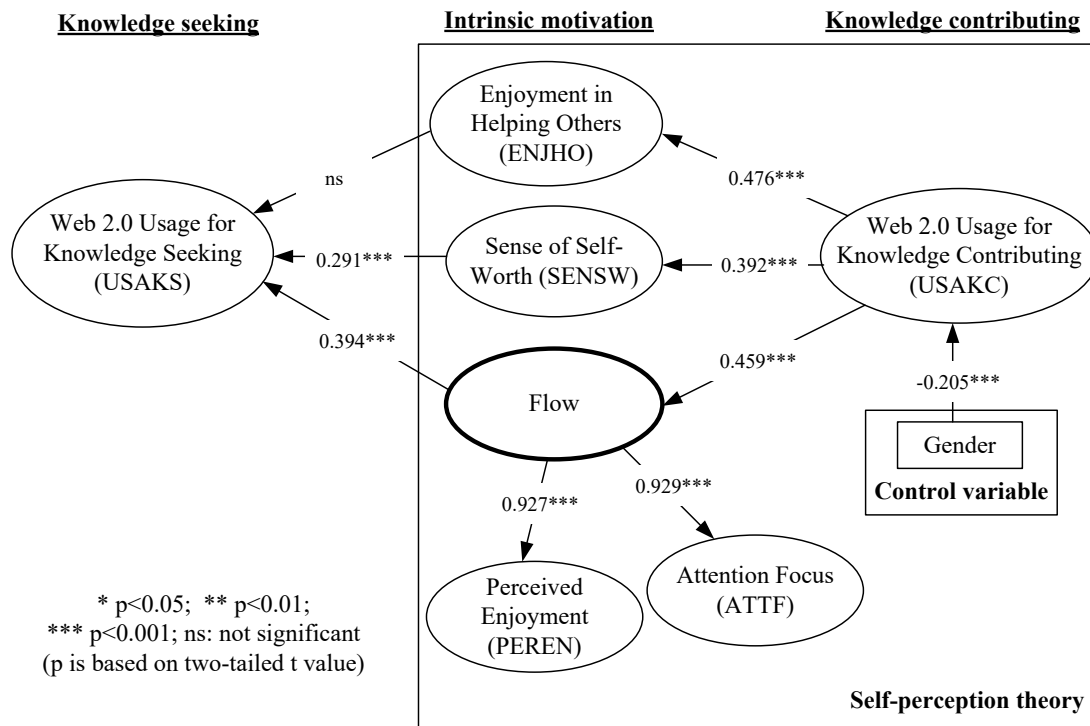 Knowledge seeking
Intrinsic motivation
Knowledge contributing
Enjoyment in
Helping Others
(ENJHO)
ns
0.476***
Web 2.0 Usage for
Knowledge Seeking
(USAKS)
0.291***
Sense of Self-
Worth (SENSW)
0.392***
Web 2.0 Usage for
Knowledge Contributing
(USAKC)
0.394***
0.459***
Flow
-0.205***
Gender
Control variable
0.927***
0.929***
Perceived
Enjoyment
(PEREN)
Attention Focus
(ATTF)
* p<0.05; ** p<0.01;
*** p<0.001; ns: not significant
(p is based on two-tailed t value)
Self-perception theory